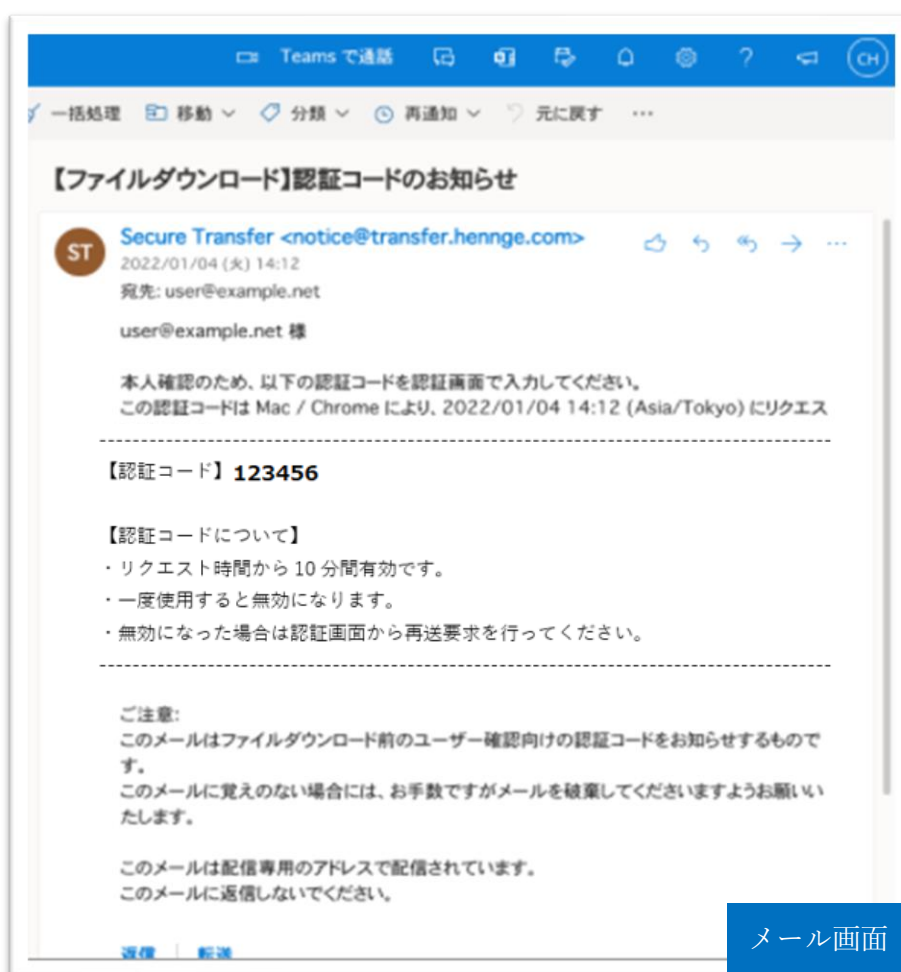 Teams で通話 ? CH
一括処理 移動 分類 再通知 元に戻す …
【ファイルダウンロード】認証コードのお知らせ
ST
Secure Transfer <notice@transfer.hennge.com>
2022/01/04 (火) 14:12
宛先: user@example.net
user@example.net 様
本人確認のため、以下の認証コードを認証画面で入力してください。
この認証コードは Mac / Chrome により、2022/01/04 14:12 (Asia/Tokyo) にリクエス
【認証コード】123456
【認証コードについて】
・リクエスト時間から 10 分間有効です。
・一度使用すると無効になります。
・無効になった場合は認証画面から再送要求を行ってください。
ご注意:
このメールはファイルダウンロード前のユーザー確認向けの認証コードをお知らせするもので
す。
このメールに覚えのない場合には、お手数ですがメールを破棄してくださいますようお願いい
たします。
このメールは配信専用のアドレスで配信されています。
このメールに返信しないでください。
返信 | 転送
メール画面